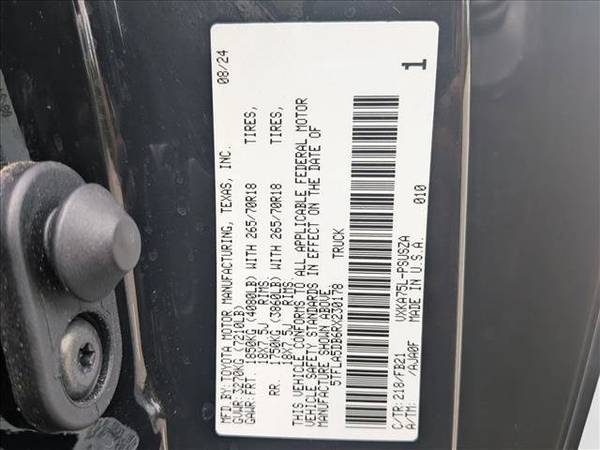 MFD. BY: TOYOTA MOTOR MANUFACTURING, TEXAS, INC. 08/24
GVWR: 3270KG (7210LB)
GAWR: FRT. 1850KG (4080LB) WITH 265/70R18 TIRES,
18X7.5J RIMS.
RR. 1750KG (3860LB) WITH 265/70R18 TIRES,
18X7.5J RIMS.
THIS VEHICLE CONFORMS TO ALL APPLICABLE FEDERAL MOTOR
VEHICLE SAFETY STANDARDS IN EFFECT ON THE DATE OF
MANUFACTURE SHOWN ABOVE.
5TFLA5DB4RX230178 TRUCK
C/TR: 218/FB21 VXKA75L-PSUSZA
A/TM: /AJA0F MADE IN U.S.A.
010
1